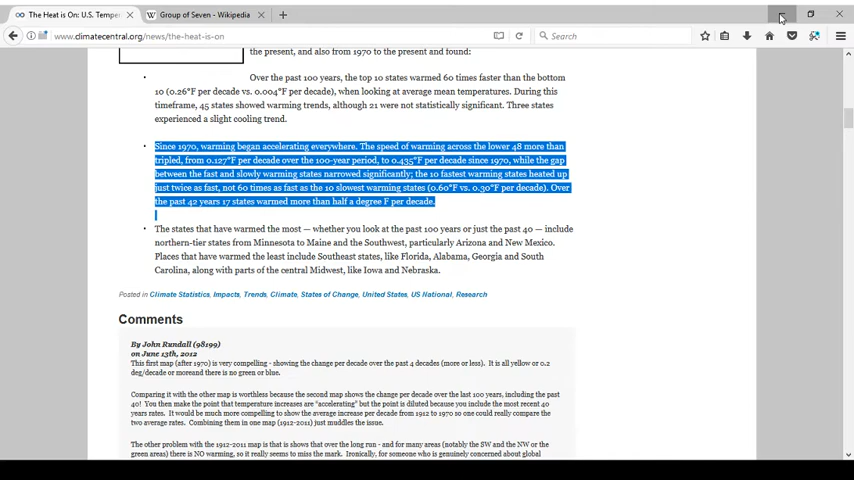 The Heat is On: U.S. Temper
Group of Seven - Wikipedia
www.climatecentral.org/news/the-heat-is-on
Search
the present, and also from 1970 to the present and found:
Over the past 100 years, the top 10 states warmed 60 times faster than the bottom
10 (0.26°F per decade vs. 0.004°F per decade), when looking at average mean temperatures. During this
timeframe, 45 states showed warming trends, although 21 were not statistically significant. Three states
experienced a slight cooling trend.
Since 1970, warming began accelerating everywhere. The speed of warming across the lower 48 more than
tripled, from 0.127°F per decade over the 100-year period, to 0.435°F per decade since 1970, while the gap
between the fast and slowly warming states narrowed significantly; the 10 fastest warming states heated up
just twice as fast, not 60 times as fast as the 10 slowest warming states (0.60°F vs. 0.30°F per decade). Over
the past 42 years 17 states warmed more than half a degree F per decade.
The states that have warmed the most — whether you look at the past 100 years or just the past 40 — include
northern-tier states from Minnesota to Maine and the Southwest, particularly Arizona and New Mexico.
Places that have warmed the least include Southeast states, like Florida, Alabama, Georgia and South
Carolina, along with parts of the central Midwest, like Iowa and Nebraska.
Posted in Climate Statistics, Impacts, Trends, Climate, States of Change, United States, US National, Research
Comments
By John Rundall (98199)
on June 13th, 2012
This first map (after 1970) is very compelling - showing the change per decade over the past 4 decades (more or less). It is all yellow or 0.2
deg/decade or moreand there is no green or blue.
Comparing it with the other map is worthless because the second map shows the change per decade over the last 100 years, including the past
40! You then make the point that temperature increases are "accelerating" but the point is diluted because you include the most recent 40
years rates. It would be much more compelling to show the average increase per decade from 1912 to 1970 so one could really compare the
two average rates. Combining them in one map (1912-2011) just muddles the issue.
The other problem with the 1912-2011 map is that is shows that over the long run - and for many areas (notably the SW and the NW or the
green areas) there is NO warming, so it really seems to miss the mark. Ironically, for someone who is genuinely concerned about global